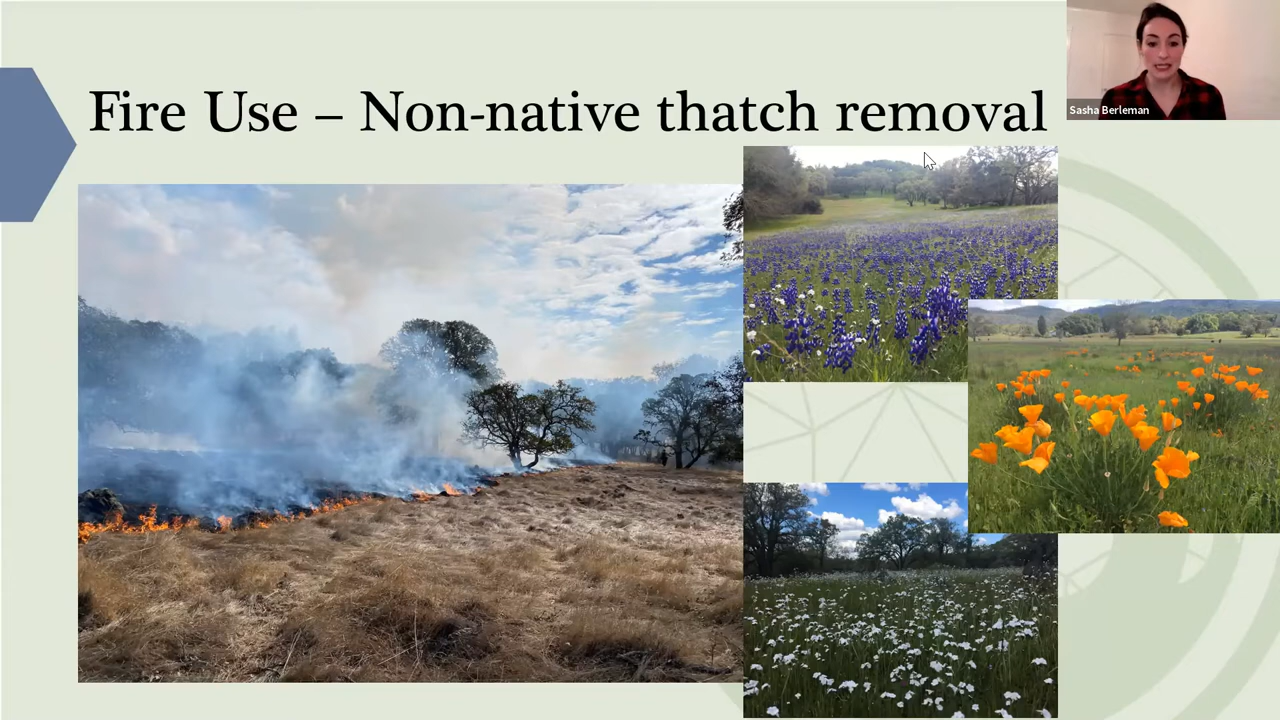 Fire Use – Non-native thatch removal
Sasha Berleman